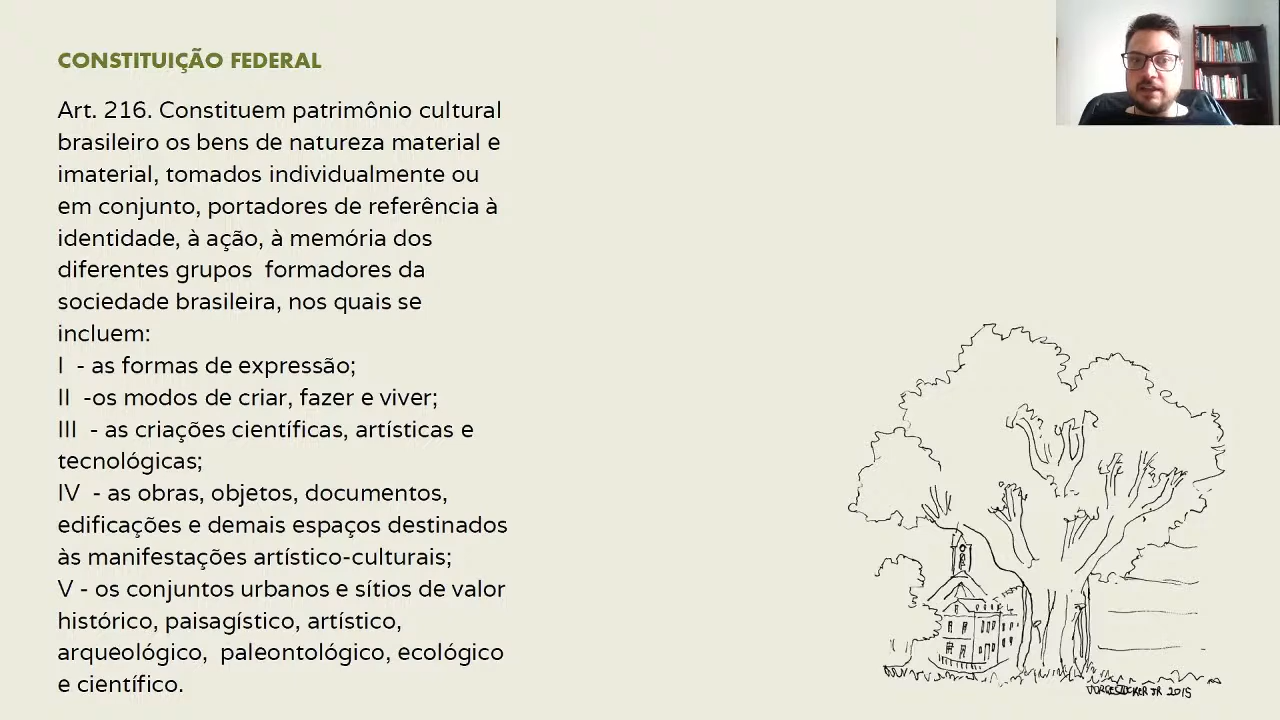 CONSTITUIÇÃO FEDERAL
Art. 216. Constituem patrimônio cultural
brasileiro os bens de natureza material e
imaterial, tomados individualmente ou
em conjunto, portadores de referência à
identidade, à ação, à memória dos
diferentes grupos  formadores da
sociedade brasileira, nos quais se
incluem:
I  - as formas de expressão;
II  -os modos de criar, fazer e viver;
III  - as criações científicas, artísticas e
tecnológicas;
IV  - as obras, objetos, documentos,
edificações e demais espaços destinados
às manifestações artístico-culturais;
V - os conjuntos urbanos e sítios de valor
histórico, paisagístico, artístico,
arqueológico,  paleontológico, ecológico
e científico.
JR 2015